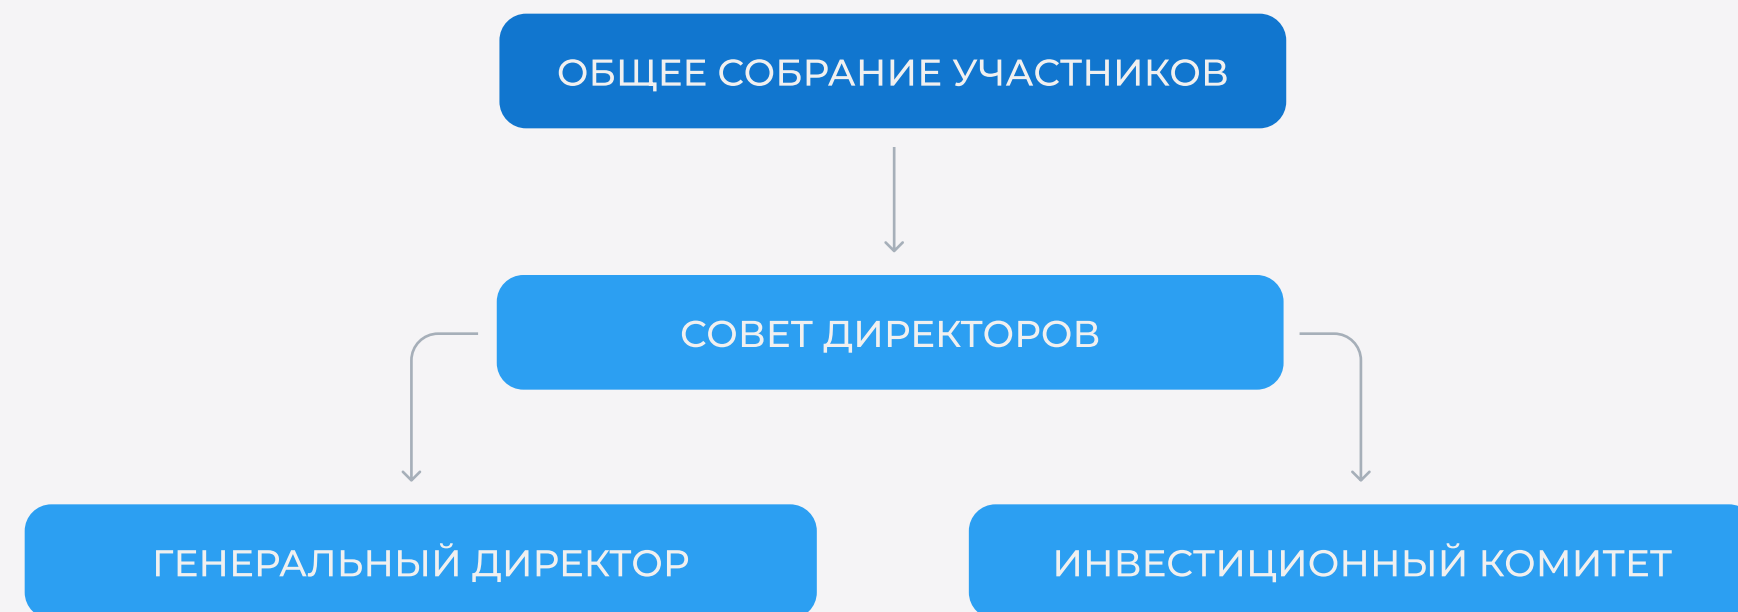 ОБЩЕЕ СОБРАНИЕ УЧАСТНИКОВ
СОВЕТ ДИРЕКТОРОВ
ГЕНЕРАЛЬНЫЙ ДИРЕКТОР
ИНВЕСТИЦИОННЫЙ КОМИТЕТ